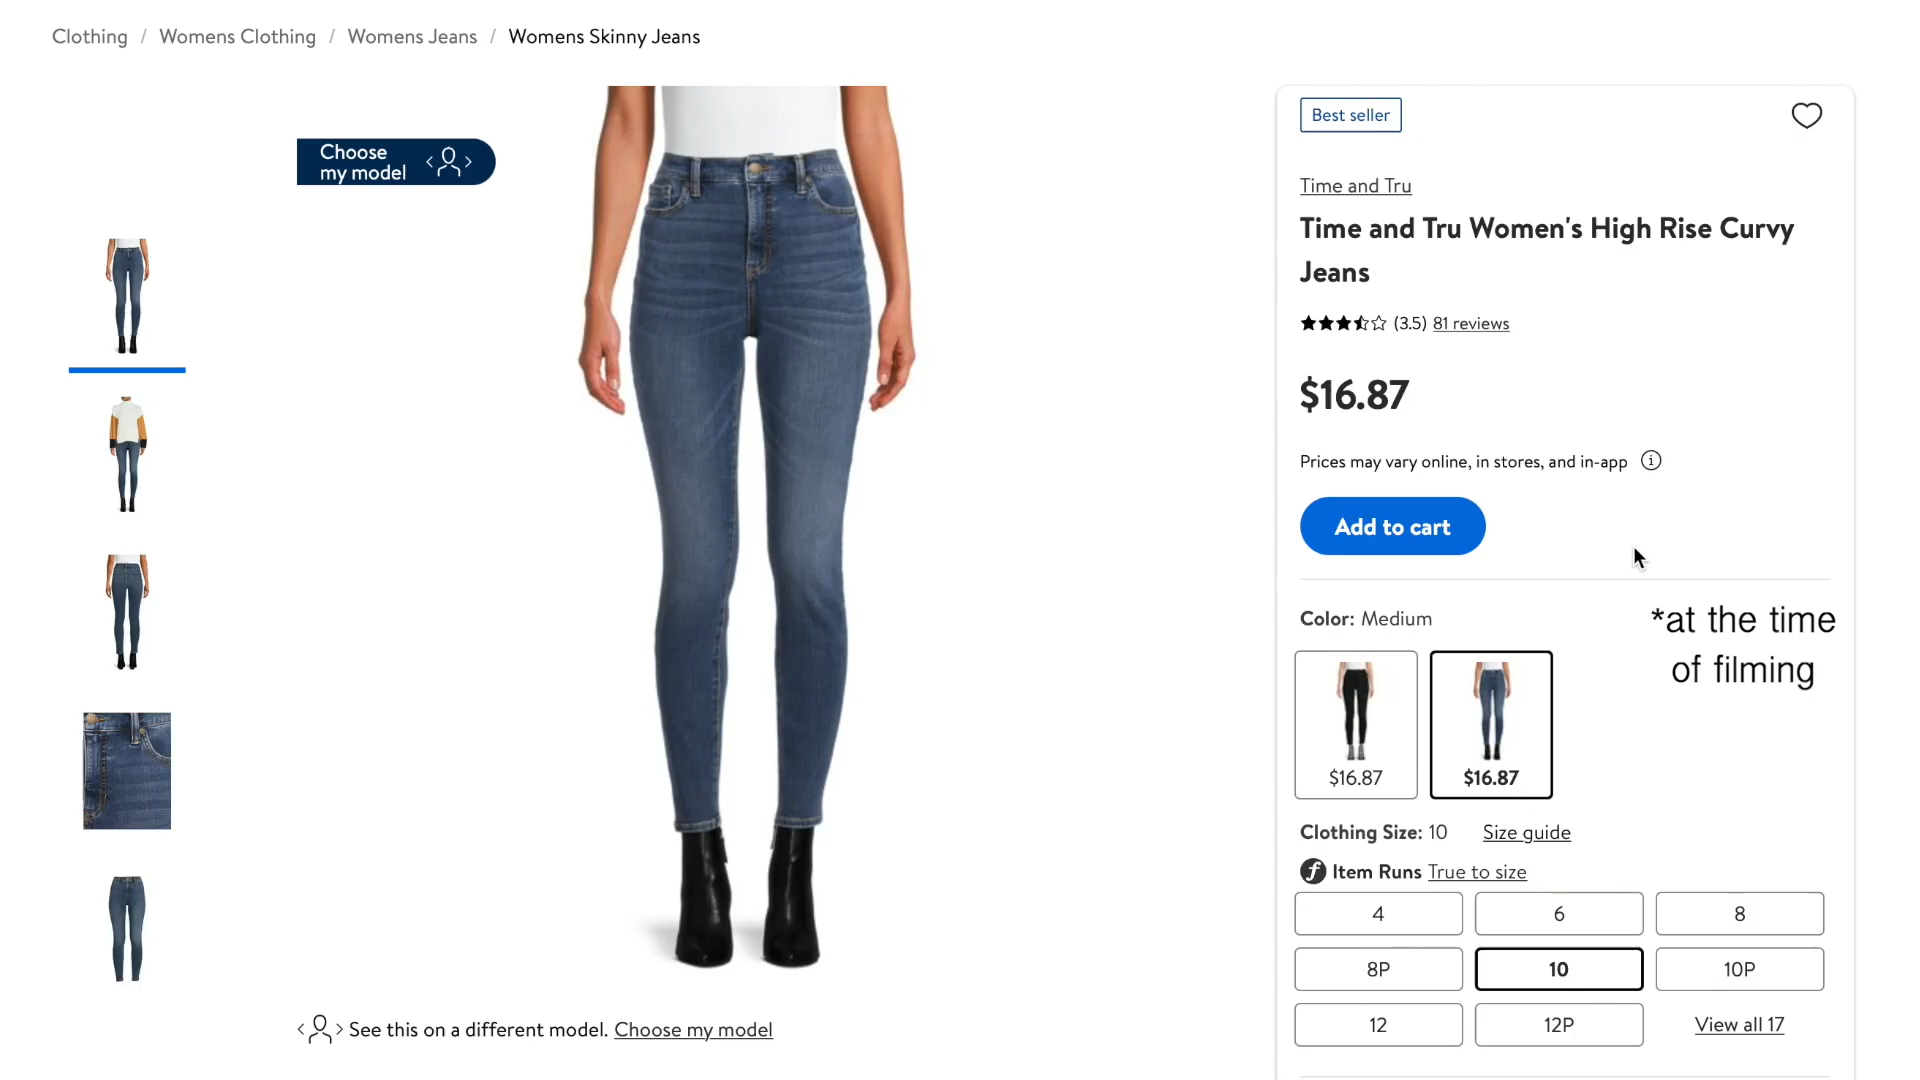 Clothing / Womens Clothing / Womens Jeans / Womens Skinny Jeans
Choose
my model
See this on a different model. Choose my model
Best seller
Time and Tru
Time and Tru Women's High Rise Curvy
Jeans
(3.5) 81 reviews
$16.87
Prices may vary online, in stores, and in-app
Add to cart
*at the time
of filming
Color: Medium
$16.87 $16.87
Clothing Size: 10 Size guide
Item Runs True to size
4 6 8
8P 10 10P
12 12P View all 17